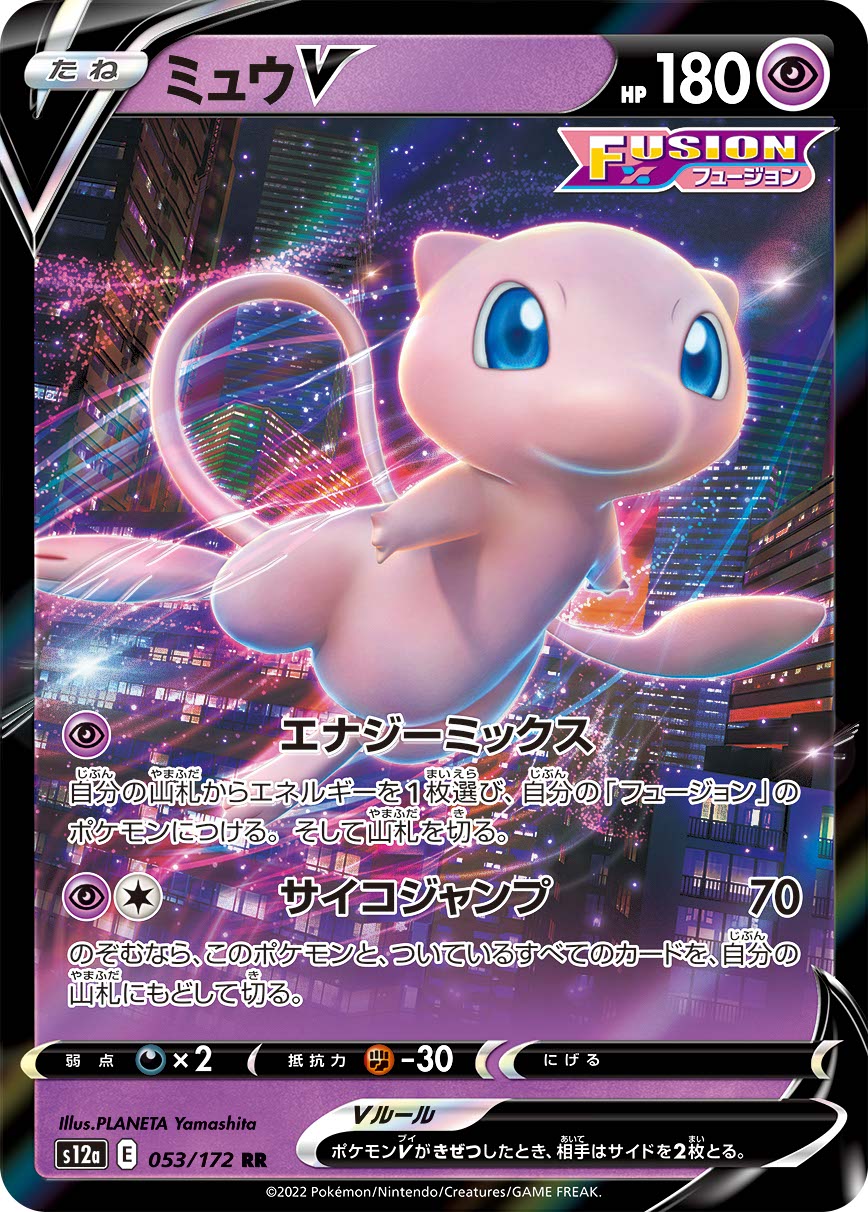 たね ミュウV HP 180
FUSION
フュージョン
エナジーミックス
自分の山札からエネルギーを1枚選び、自分の「フュージョン」の
ポケモンにつける。そして山札を切る。
サイコジャンプ 70
のぞむなら、このポケモンと、ついているすべてのカードを、自分の
山札にもどして切る。
弱点 ×2 抵抗力 -30 にげる
Illus.PLANETA Yamashita
Vルール
ポケモンVがきぜつしたとき、相手はサイドを2枚とる。
s12a E 053/172 RR
©2022 Pokémon/Nintendo/Creatures/GAME FREAK.